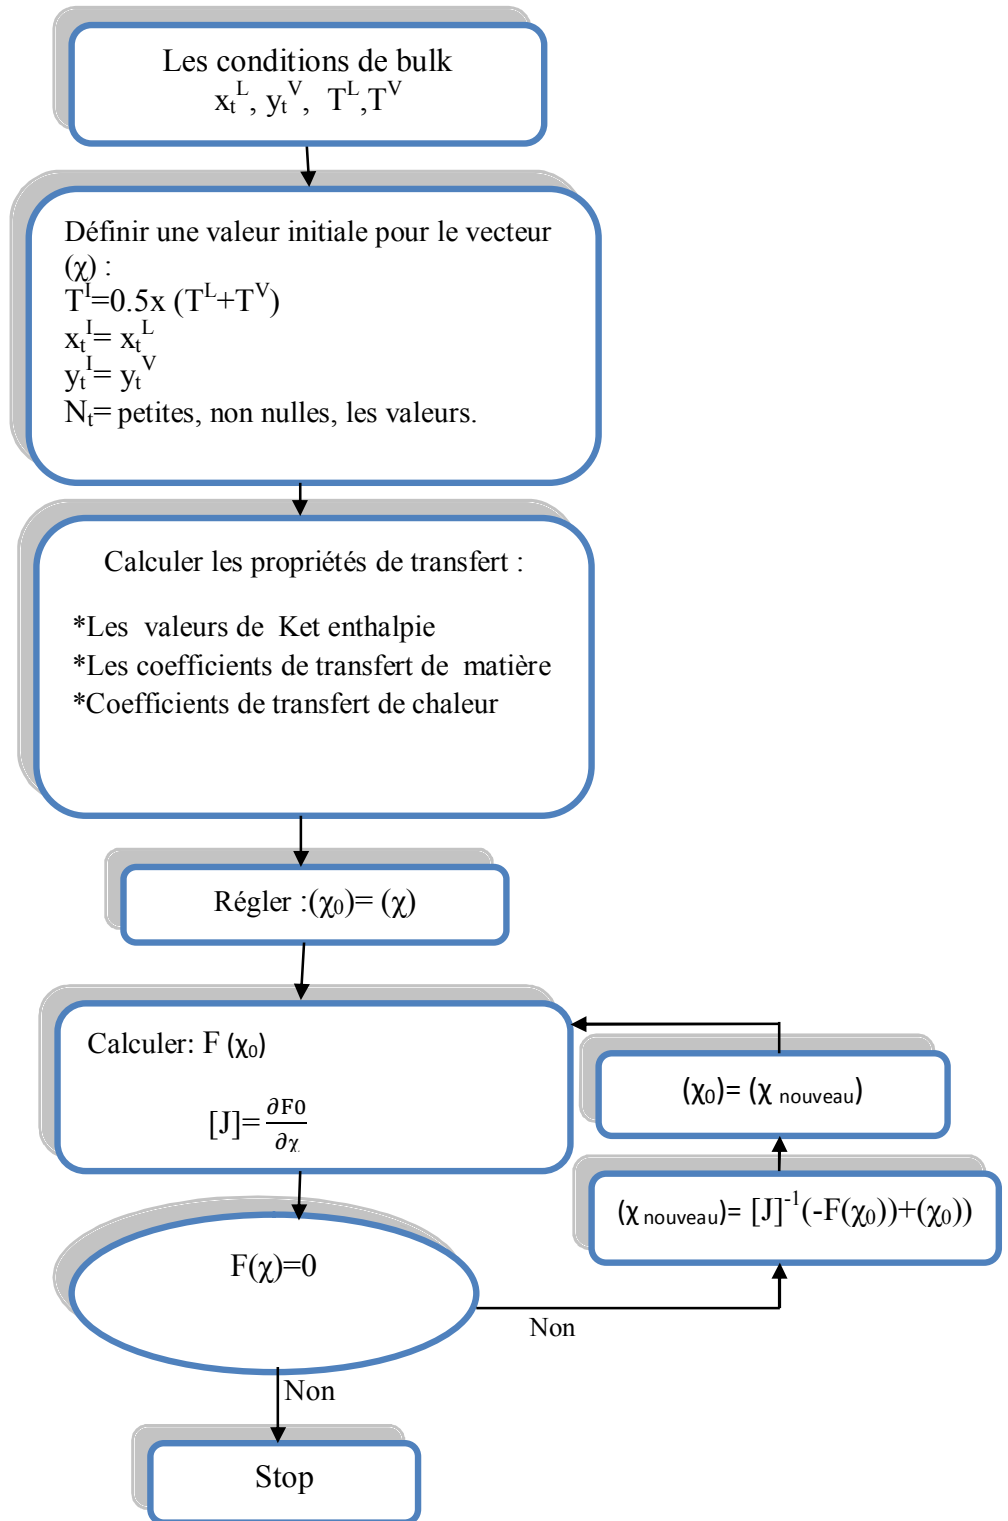 Les conditions de bulk
xₜᴸ, yₜⱽ, Tᴸ,Tⱽ
Définir une valeur initiale pour le vecteur
(χ) :
Tᴵ=0.5x (Tᴸ+Tⱽ)
xₜᴵ= xₜᴸ
yₜᴵ= yₜⱽ
Nₜ= petites, non nulles, les valeurs.
Calculer les propriétés de transfert :
*Les valeurs de Ket enthalpie
*Les coefficients de transfert de matière
*Coefficients de transfert de chaleur
Régler :(χ₀)= (χ)
Calculer: F (χ₀)
[J]= ∂F0/∂χ
(χ₀)= (χ nouveau)
(χ nouveau)= [J]⁻¹(-F(χ₀))+(χ₀))
F(χ)=0
Non
Non
Stop